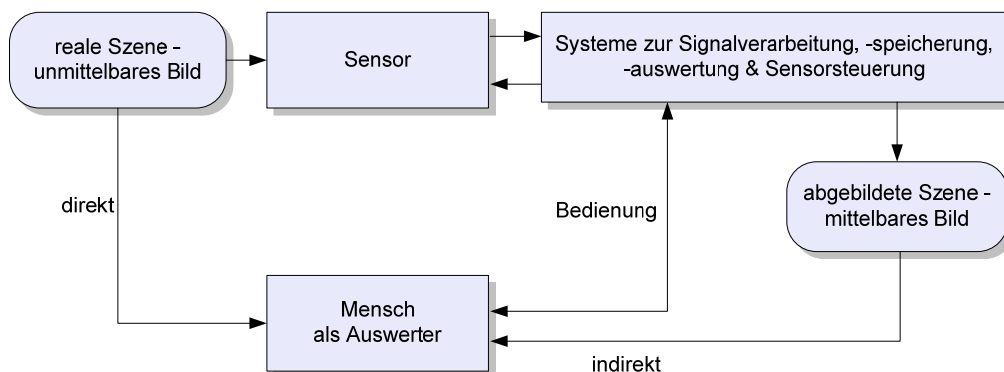 reale Szene -
unmittelbares Bild
Sensor
Systeme zur Signalverarbeitung, -speicherung,
-auswertung & Sensorsteuerung
direkt
Bedienung
abgebildete Szene -
mittelbares Bild
Mensch
als Auswerter
indirekt